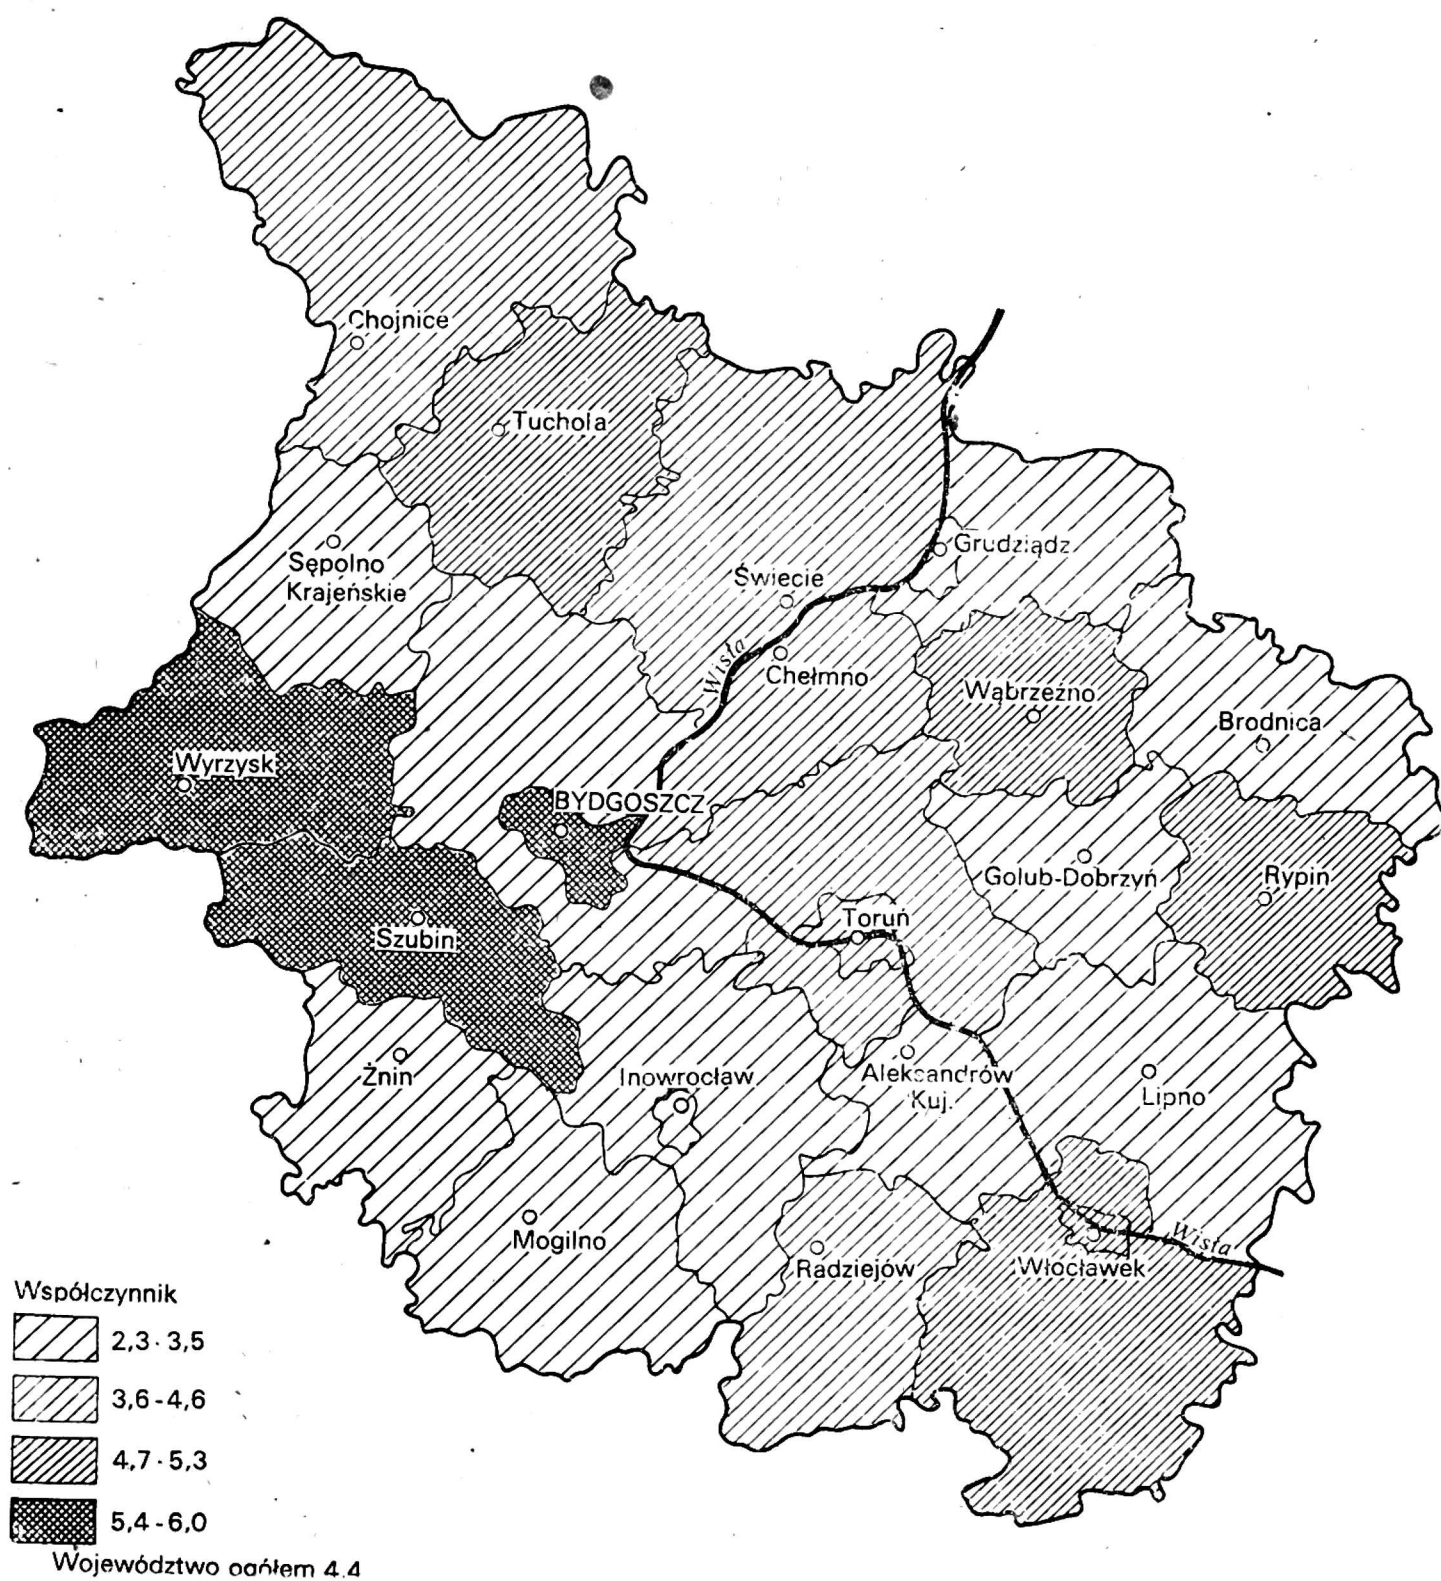 Chojnice
Tuchola
Sępolno
Krajeńskie
Grudziądz
Świecie
Wisła
Chełmno
Wąbrzeźno
Brodnica
Wyrzysk
BYDGOSZCZ
Golub-Dobrzyń
Rypin
Toruń
Szubin
Żnin
Inowrocław
Aleksandrów
Kuj.
Lipno
Mogilno
Radziejów
Włocławek
Wisła
Współczynnik
2,3-3,5
3,6-4,6
4,7-5,3
5,4-6,0
Województwo ogółem 4,4